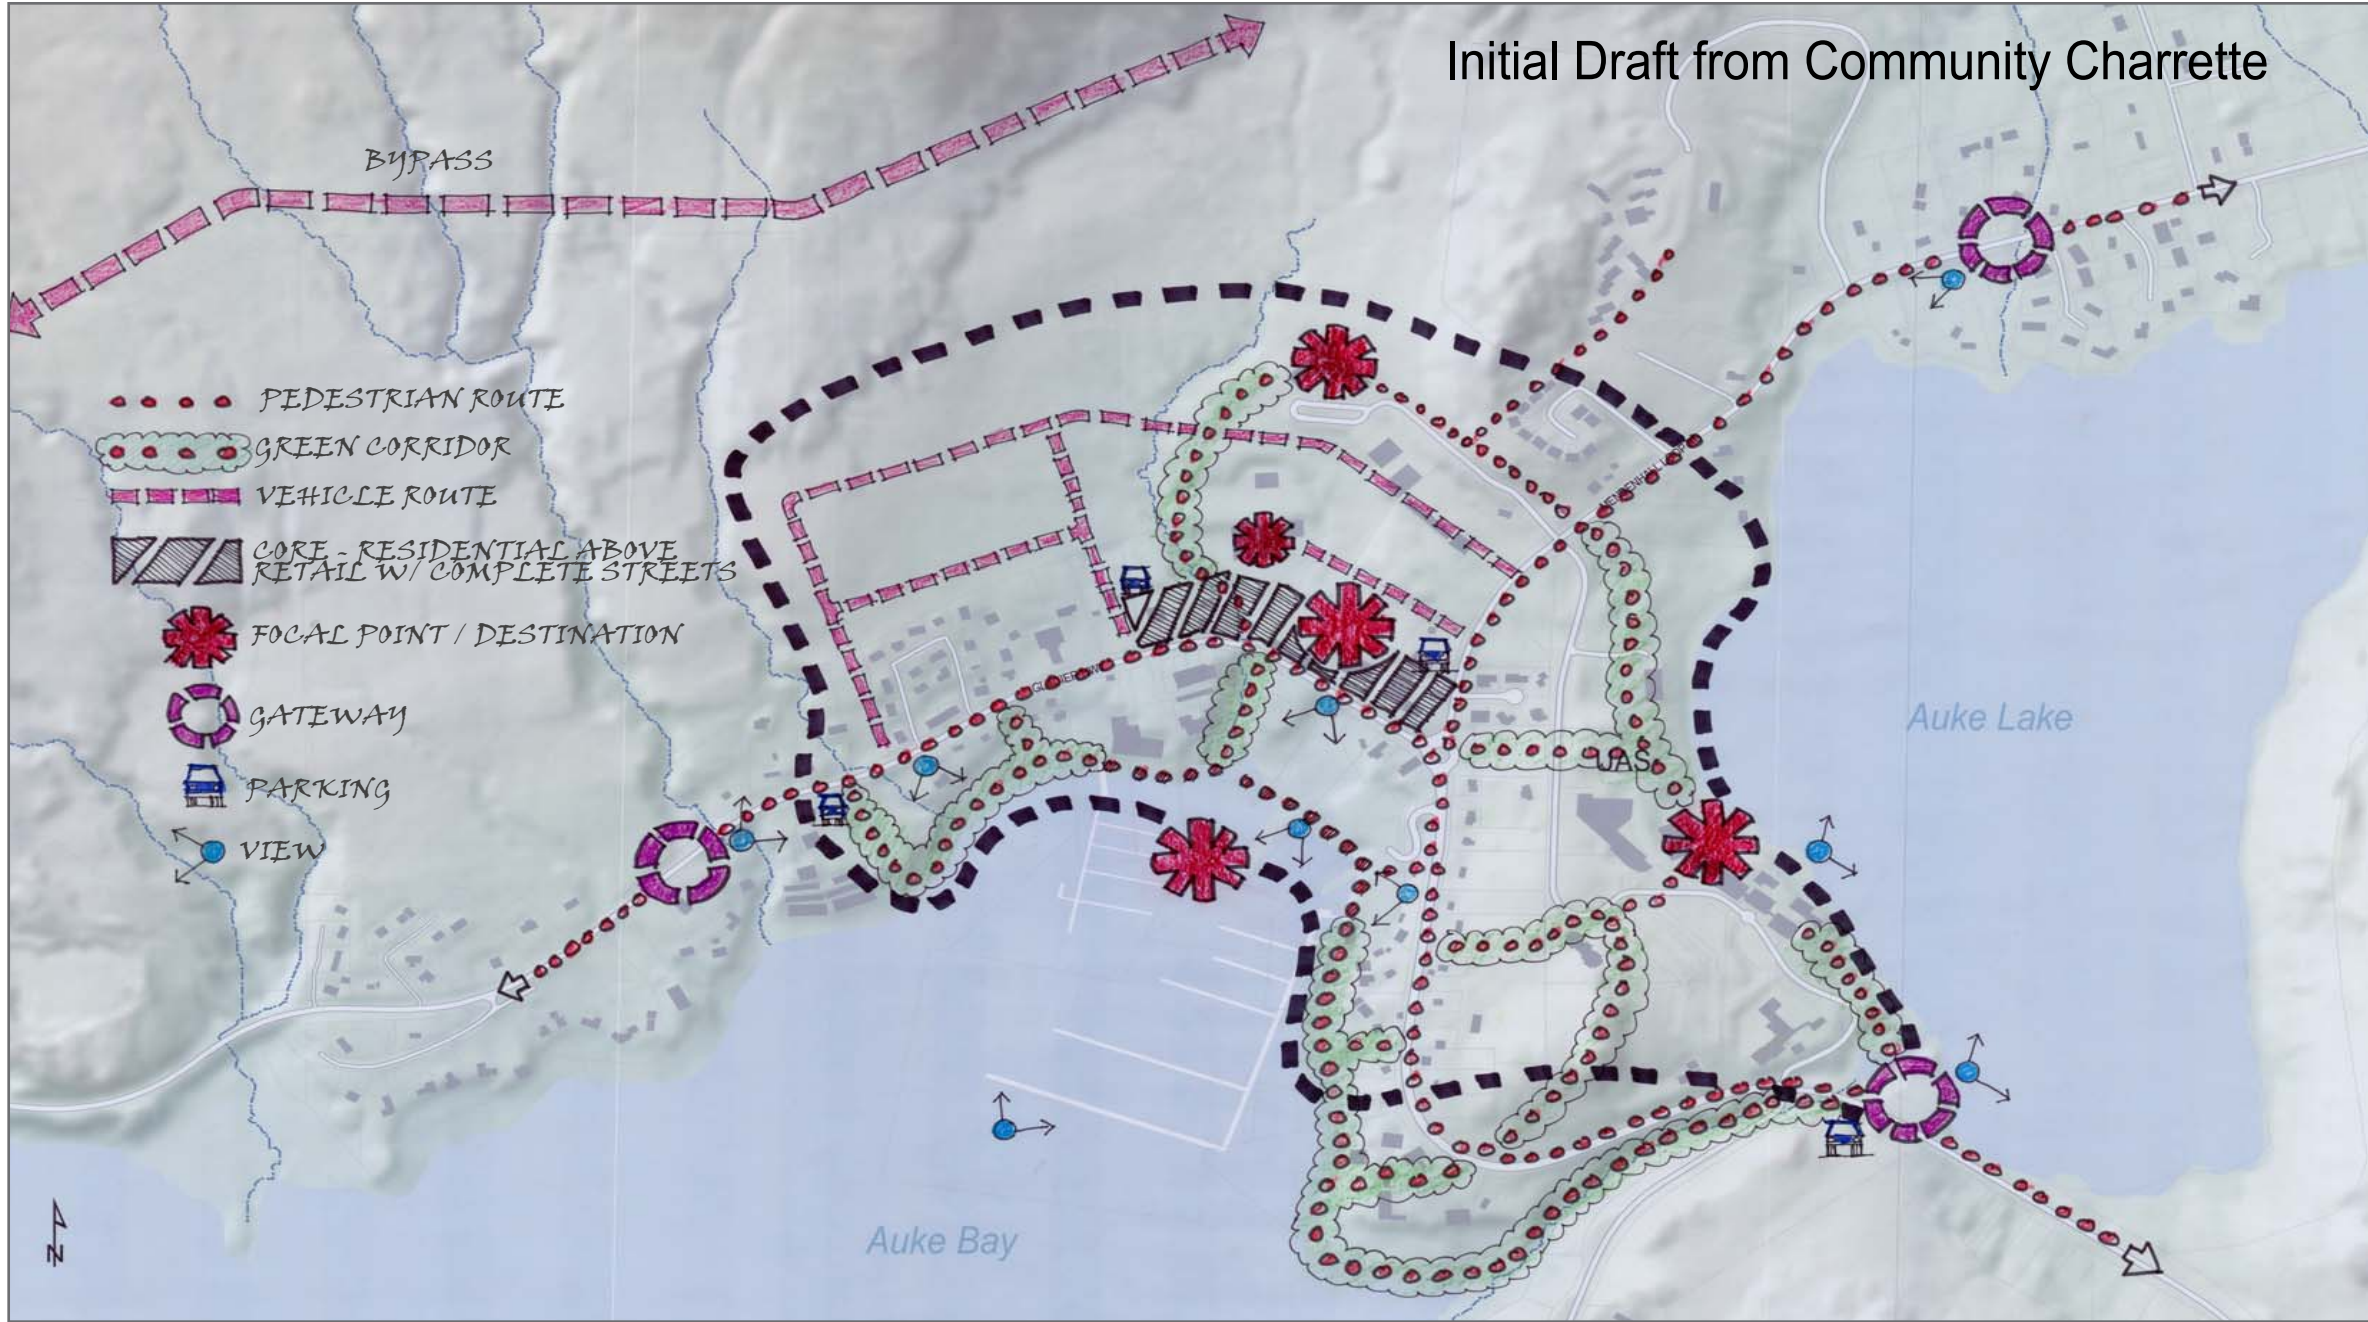 Initial Draft from Community Charrette
BYPASS
PEDESTRIAN ROUTE
GREEN CORRIDOR
VEHICLE ROUTE
CORE - RESIDENTIAL ABOVE
RETAIL W/ COMPLETE STREETS
FOCAL POINT / DESTINATION
GATEWAY
PARKING
VIEW
UAS
Auke Lake
Auke Bay
N